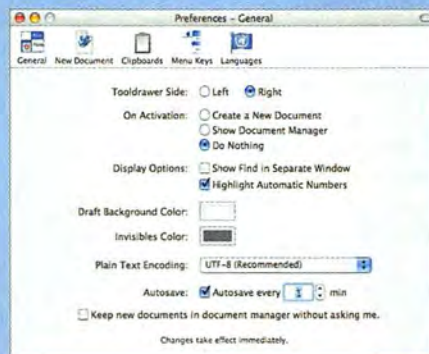 Preferences – General
General New Document Clipboards Menu Keys Languages
Tooldrawer Side: Left Right
On Activation: Create a New Document
Show Document Manager
Do Nothing
Display Options: Show Find in Separate Window
Highlight Automatic Numbers
Draft Background Color:
Invisibles Color:
Plain Text Encoding: UTF-8 (Recommended)
Autosave: Autosave every min
Keep new documents in document manager without asking me.
Changes take effect immediately.